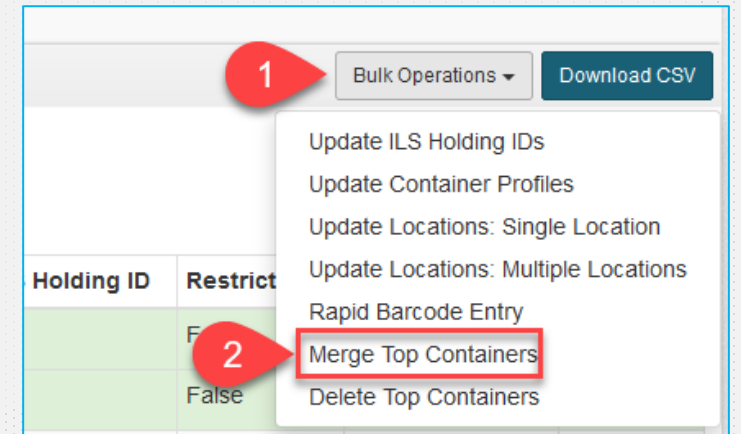 1
Bulk Operations
Download CSV
Update ILS Holding IDs
Update Container Profiles
Update Locations: Single Location
Update Locations: Multiple Locations
Holding ID
Restrict
Rapid Barcode Entry
2
Merge Top Containers
False
Delete Top Containers